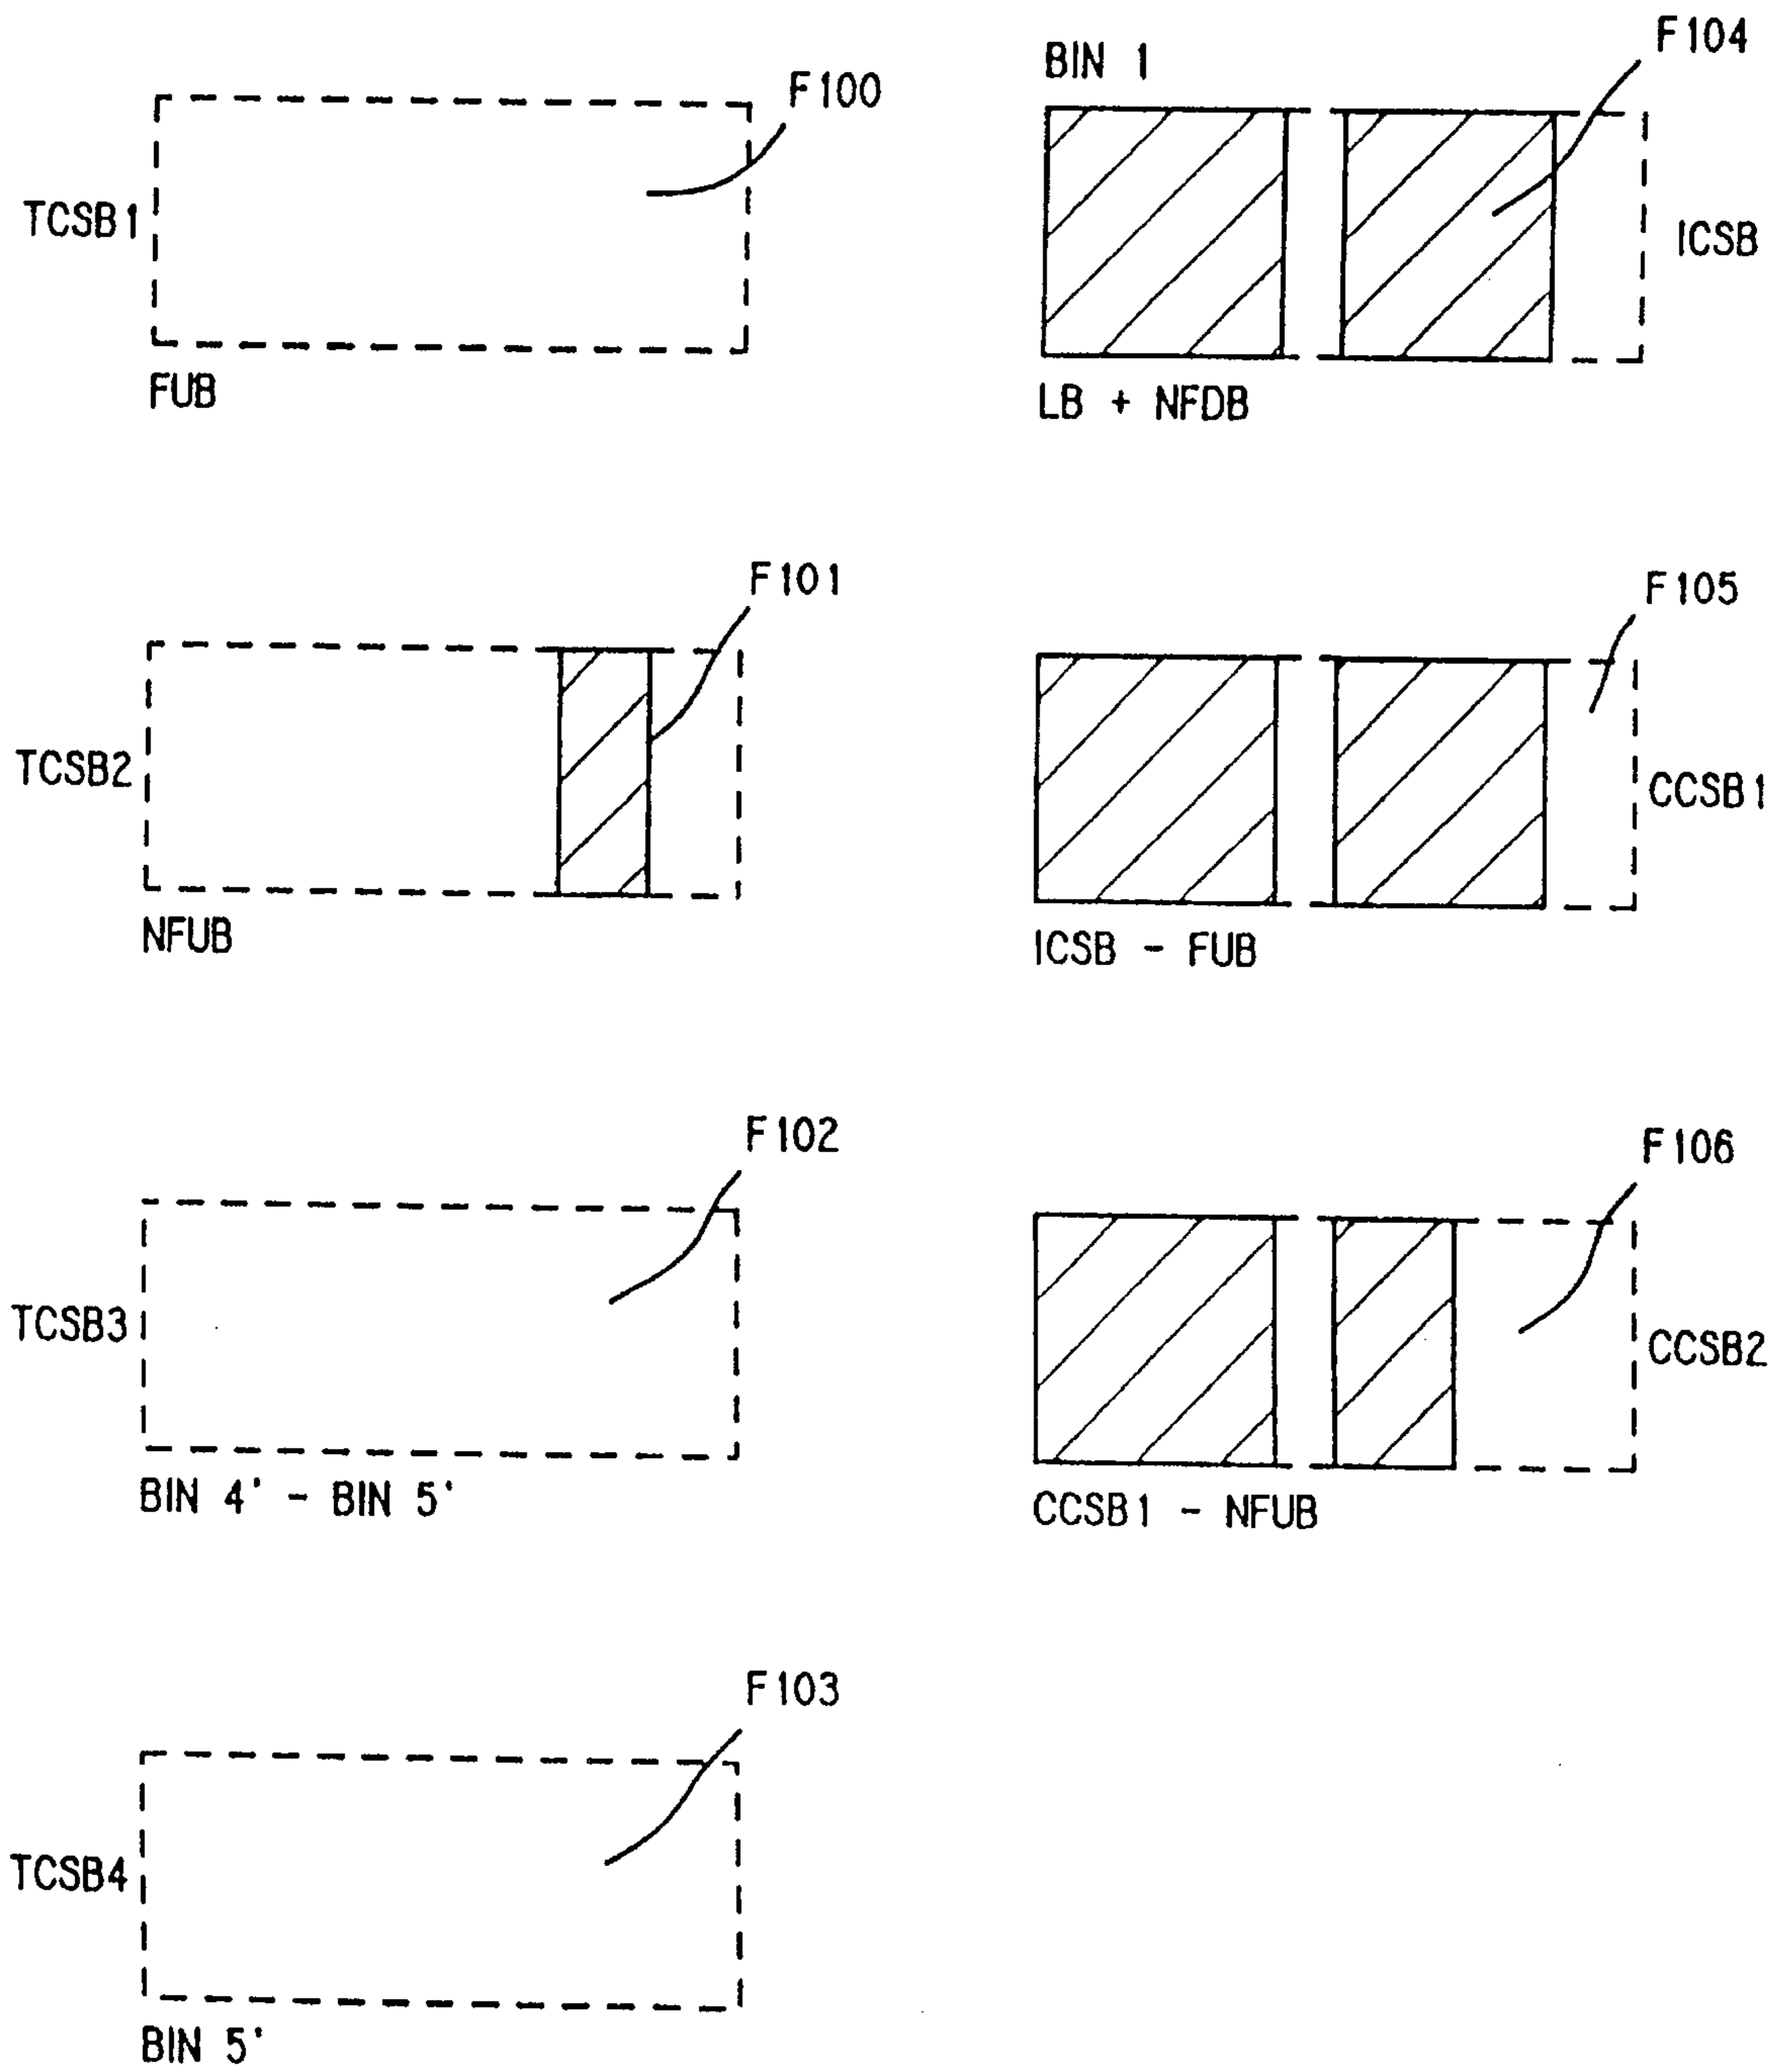 F100
TCSB1
FUB
BIN 1
F104
ICSB
LB + NFDB
F101
TCSB2
NFUB
F105
CCSB1
ICSB - FUB
F102
TCSB3
BIN 4' - BIN 5'
F106
CCSB2
CCSB1 - NFUB
F103
TCSB4
BIN 5'